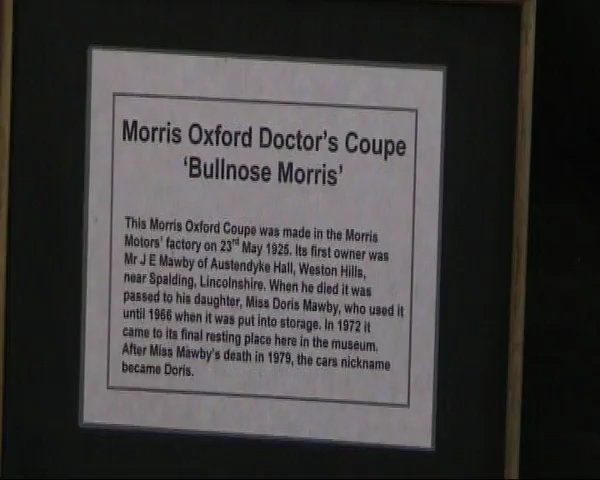 Morris Oxford Doctor's Coupe
'Bullnose Morris'
This Morris Oxford Coupe was made in the Morris
Motors' factory on 23rd May 1925. Its first owner was
Mr J E Mawby of Austendyke Hall, Weston Hills,
near Spalding, Lincolnshire. When he died it was
passed to his daughter, Miss Doris Mawby, who used it
until 1966 when it was put into storage. In 1972 it
came to its final resting place here in the museum.
After Miss Mawby's death in 1979, the cars nickname
became Doris.